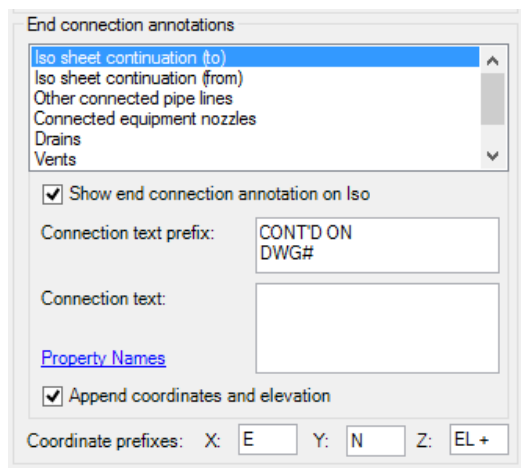 End connection annotations
Iso sheet continuation (to)
Iso sheet continuation (from)
Other connected pipe lines
Connected equipment nozzles
Drains
Vents
Show end connection annotation on Iso
Connection text prefix: CONT'D ON
DWG#
Connection text:
Property Names
Append coordinates and elevation
Coordinate prefixes: X: E Y: N Z: EL +